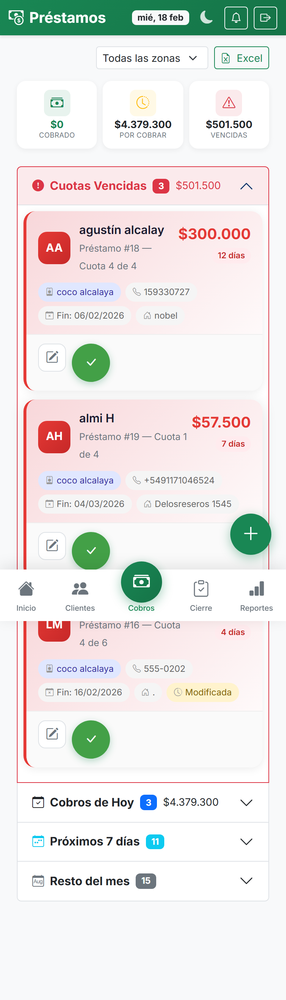 Préstamos
mié, 18 feb
Todas las zonas
Excel
$0
COBRADO
$4.379.300
POR COBRAR
$501.500
VENCIDAS
Cuotas Vencidas 3 $501.500
AA
agustín alcalay
Préstamo #18 —
Cuota 4 de 4
$300.000
12 días
coco alcalaya
159330727
Fin: 06/02/2026
nobel
AH
almi H
Préstamo #19 — Cuota 1
de 4
$57.500
7 días
coco alcalaya
+5491171046524
Fin: 04/03/2026
Delosreseros 1545
Inicio
Clientes
Cobros
Cierre
Reportes
LM
Préstamo #16 — Cuota
4 de 6
4 días
coco alcalaya
555-0202
Fin: 16/02/2026
.
Modificada
Cobros de Hoy 3 $4.379.300
Próximos 7 días 11
Aug
Resto del mes 15